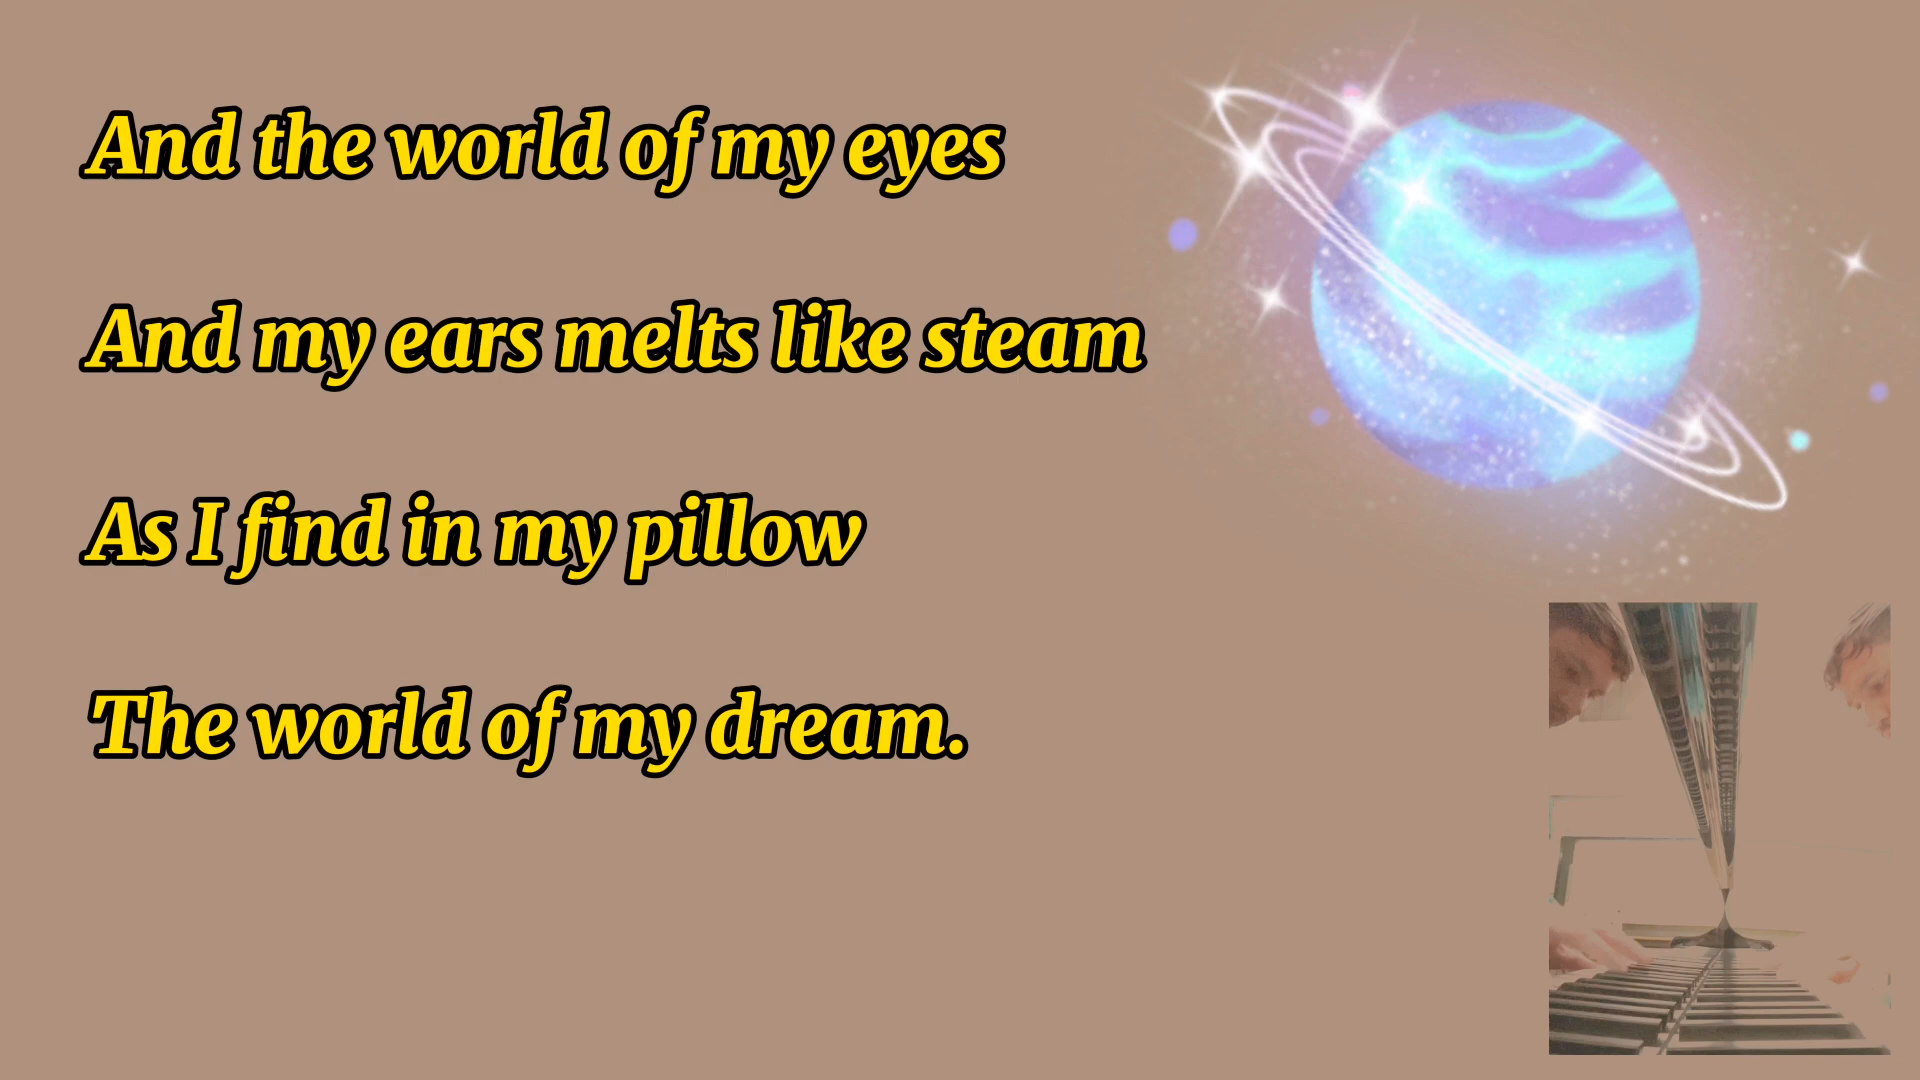 And the world of my eyes
And my ears melts like steam
As I find in my pillow
The world of my dream.